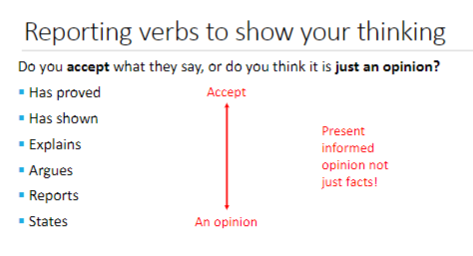 Reporting verbs to show your thinking
Do you accept what they say, or do you think it is just an opinion?
▪ Has proved
▪ Has shown
▪ Explains
▪ Argues
▪ Reports
▪ States
Accept
An opinion
Present
informed
opinion not
just facts!